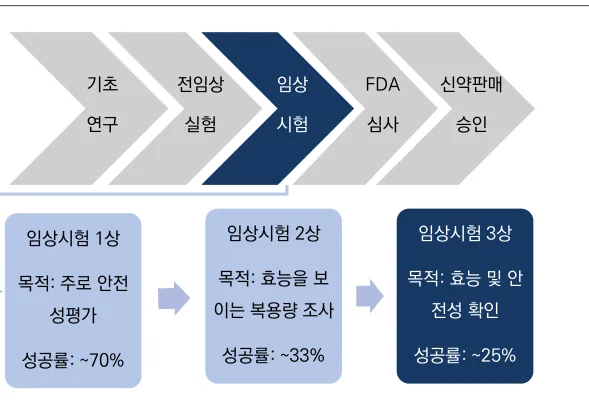 기초
연구
전임상
실험
임상
시험
FDA
심사
신약판매
승인
임상시험 1상
목적: 주로 안전
성평가
성공률: ~70%
임상시험 2상
목적: 효능을 보
이는 복용량 조사
성공률: ~33%
임상시험 3상
목적: 효능 및 안
전성 확인
성공률: ~25%